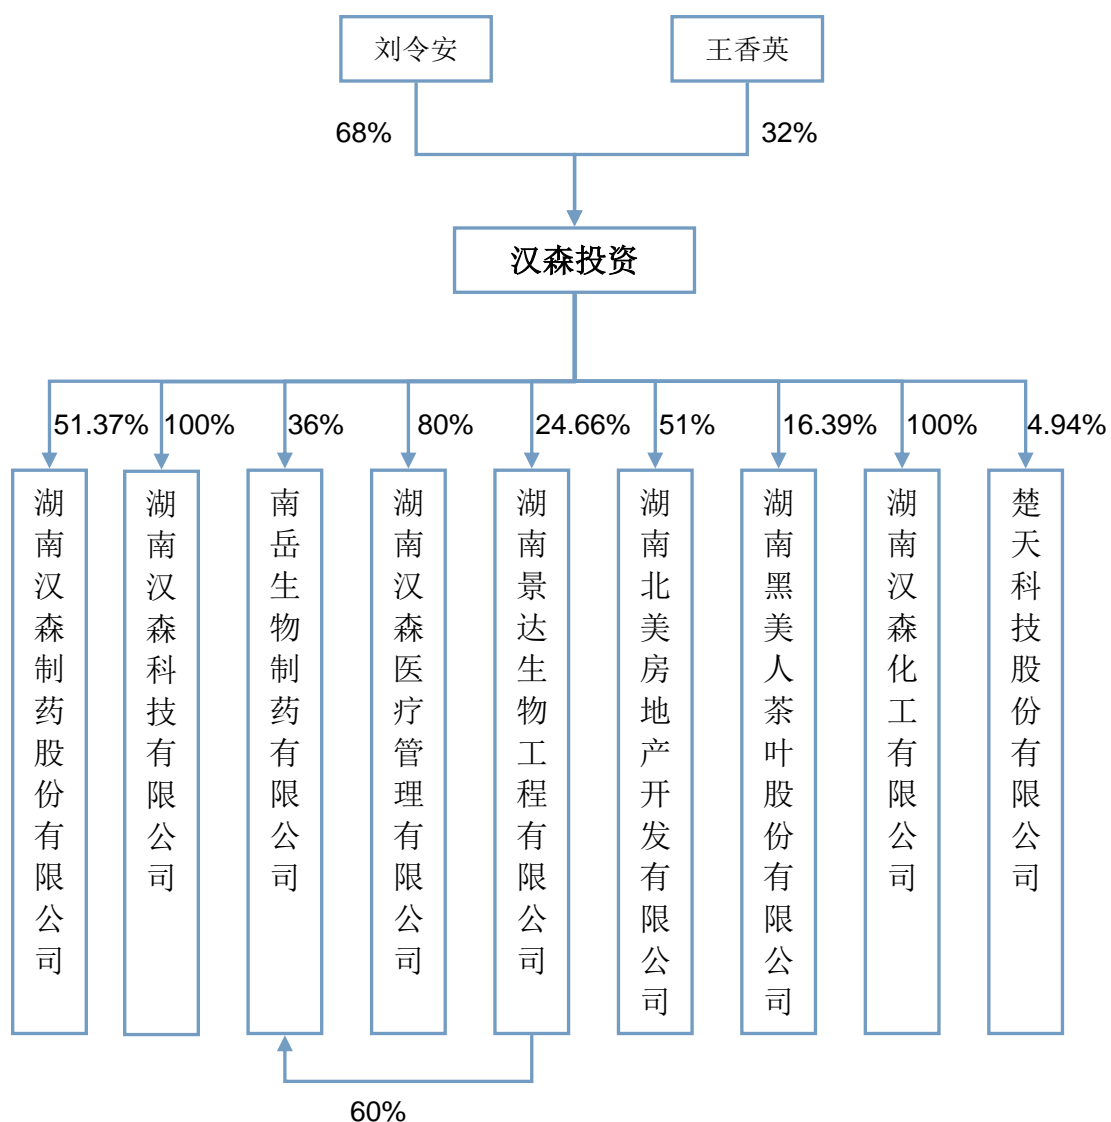 刘令安
王香英
68%
32%
汉森投资
51.37%
100%
36%
80%
24.66%
51%
16.39%
100%
4.94%
湖南汉森制药股份有限公司
湖南汉森科技有限公司
南岳生物制药有限公司
湖南汉森医疗管理有限公司
湖南景达生物工程有限公司
湖南北美房地产开发有限公司
湖南黑美人茶叶股份有限公司
湖南汉森化工有限公司
楚天科技股份有限公司
60%